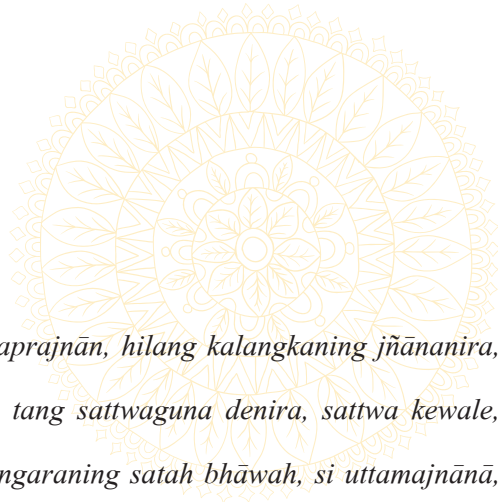 aprajnān, hilang kalangkaning jñānanira,
tang sattwaguna denira, sattwa kewale,
ngaraning satah bhāwah, si uttamajnānā,